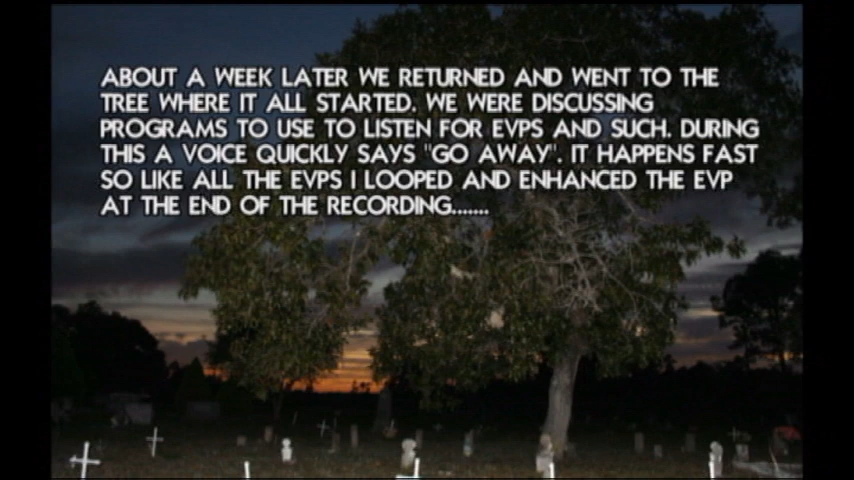 ABOUT A WEEK LATER WE RETURNED AND WENT TO THE
TREE WHERE IT ALL STARTED. WE WERE DISCUSSING
PROGRAMS TO USE TO LISTEN FOR EVPS AND SUCH. DURING
THIS A VOICE QUICKLY SAYS "GO AWAY". IT HAPPENS FAST
SO LIKE ALL THE EVPS I LOOPED AND ENHANCED THE EVP
AT THE END OF THE RECORDING.......